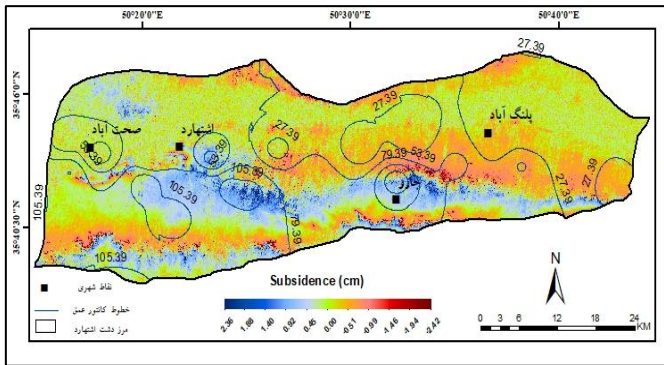 50°20'0"E
50°30'0"E
50°40'0"E
35°46'0"N
35°40'30"N
27.39
79.39
27.39
27.39
صحت آباد
اشتهارد
پلنگ آباد
79.39
53.39
105.39
105.39
105.39
79.39
27.39
27.39
105.39
Subsidence (cm)
2.36
1.88
1.40
0.92
0.45
0.00
-0.51
-0.99
-1.46
-1.94
-2.42
نقاط شهری
خطوط کانتور عمق
مرز دشت اشتهارد
N
0 3 6 12 18 24
KM